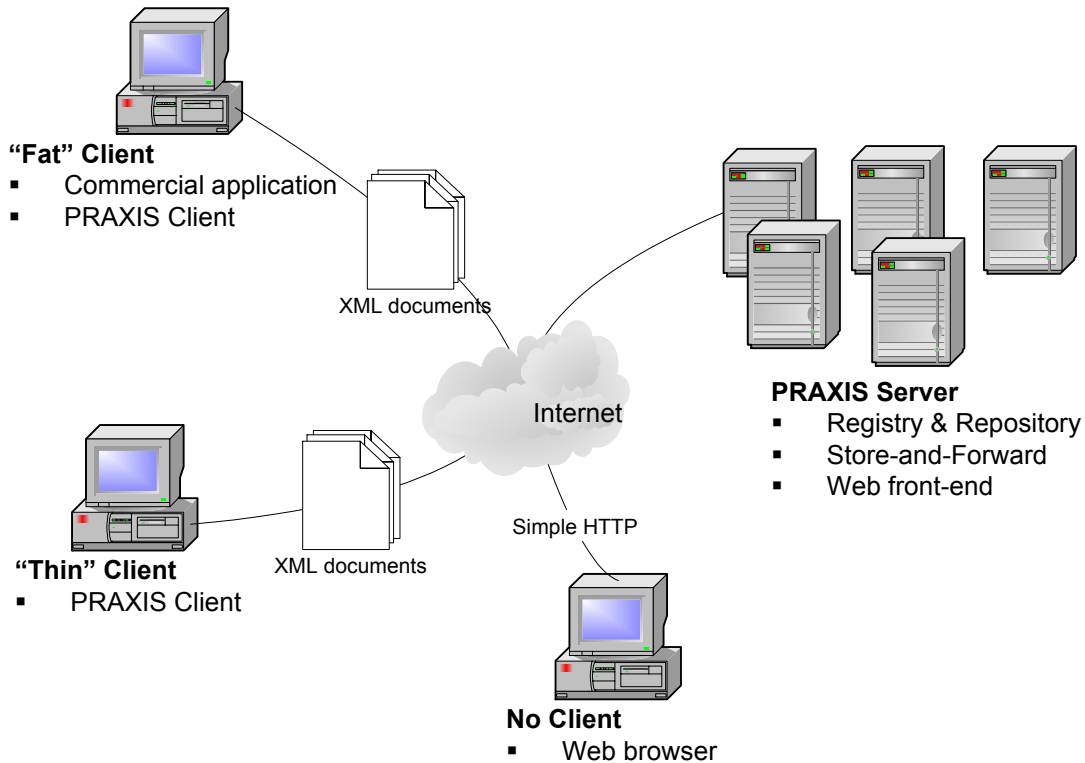 “Fat” Client
▪ Commercial application
▪ PRAXIS Client
XML documents
Internet
PRAXIS Server
▪ Registry & Repository
▪ Store-and-Forward
▪ Web front-end
“Thin” Client
▪ PRAXIS Client
XML documents
Simple HTTP
No Client
▪ Web browser